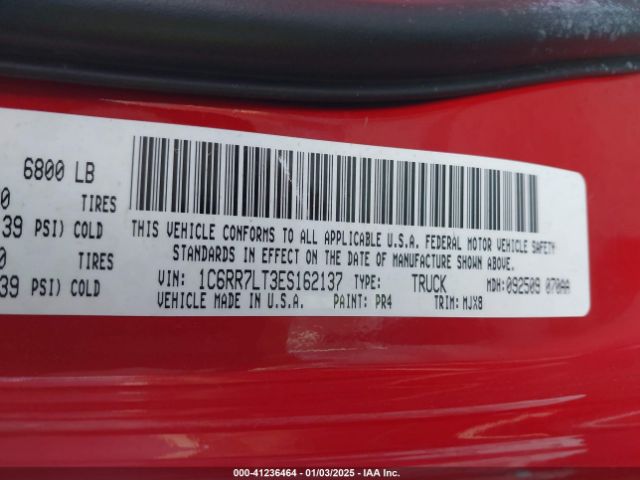 6800 LB
0 TIRES
39 PSI) COLD
0 TIRES
39 PSI) COLD
THIS VEHICLE CONFORMS TO ALL APPLICABLE U.S.A. FEDERAL MOTOR VEHICLE SAFETY
STANDARDS IN EFFECT ON THE DATE OF MANUFACTURE SHOWN ABOVE.
VIN: 1C6RR7LT3ES162137 TYPE: TRUCK MDH: 092509 070AA
VEHICLE MADE IN U.S.A. PAINT: PR4 TRIM: MJX8
000-41236464 - 01/03/2025 - IAA Inc.